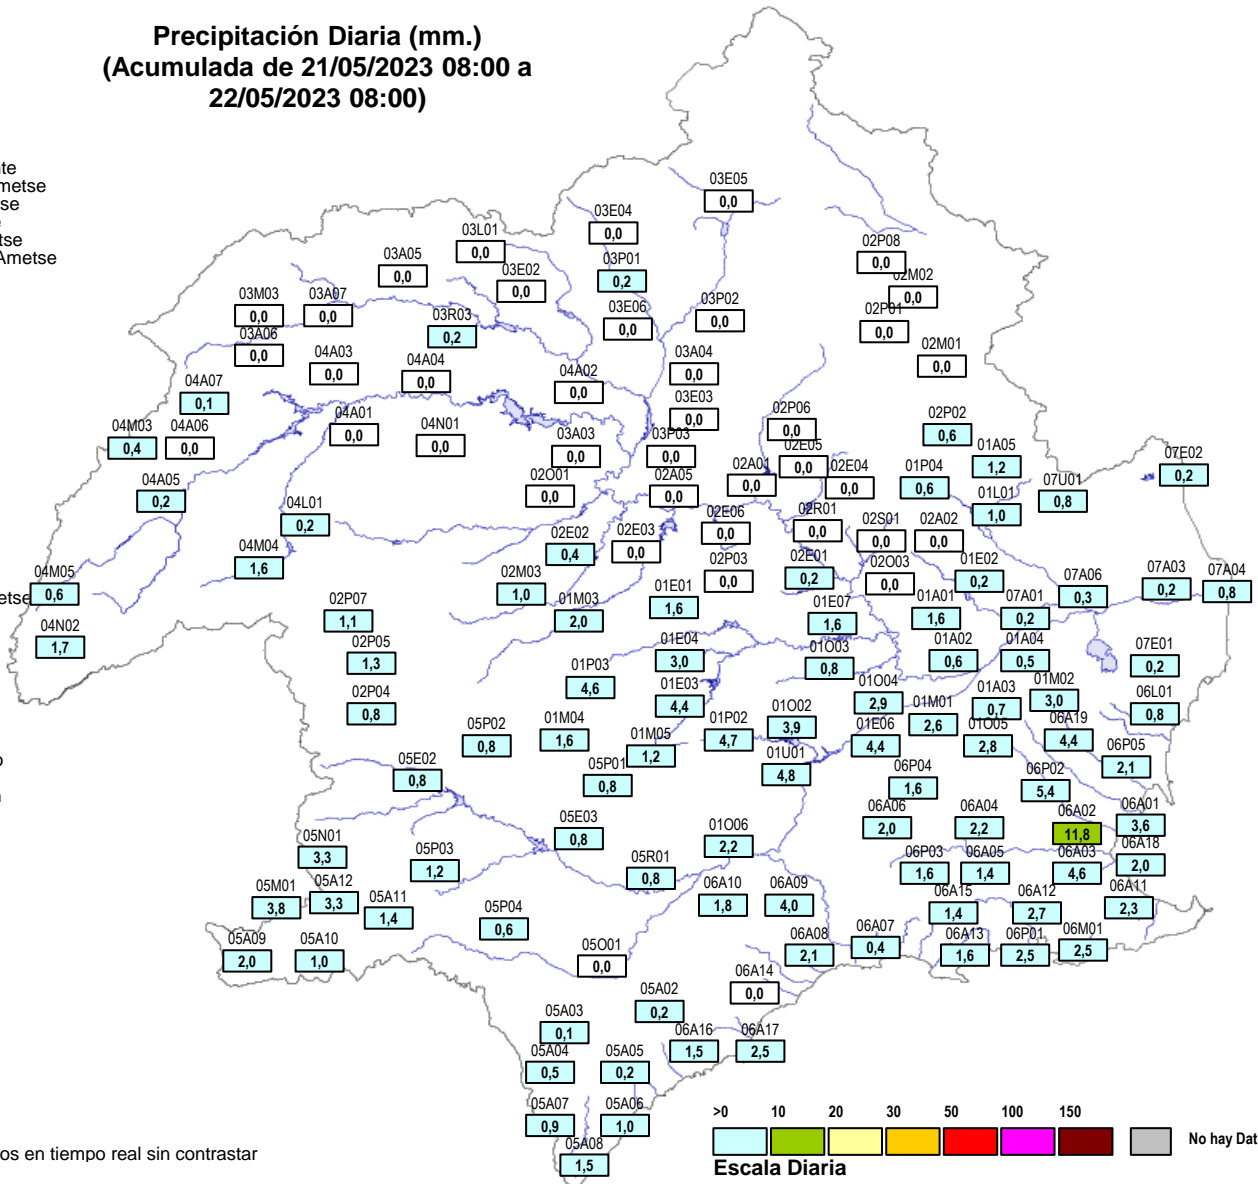 Precipitación Diaria (mm.)
(Acumulada de 21/05/2023 08:00 a
22/05/2023 08:00)
03E05
0,0
03E04
0,0
03L01
0,0
03A05
0,0
03E02
0,0
03P01
0,2
02P08
0,0
02M02
0,0
03M03
0,0
03A07
0,0
03R03
0,2
03E06
0,0
03P02
0,0
02P01
0,0
03A06
0,0
04A03
0,0
04A04
0,0
04A02
0,0
03A04
0,0
02M01
0,0
04A07
0,1
03E03
0,0
04M03
0,4
04A06
0,0
04A01
0,0
04N01
0,0
03A03
0,0
03P03
0,0
02P06
0,0
02E05
0,0
02P02
0,6
01A05
1,2
07E02
0,2
04A05
0,2
02O01
0,0
02A05
0,0
02A01
0,0
02E04
0,0
01P04
0,6
01L01
1,0
07U01
0,8
04L01
0,2
02E02
0,4
02E03
0,0
02E06
0,0
02R01
0,0
02S01
0,0
02A02
0,0
04M04
1,6
04M05
0,6
02M03
1,0
01M03
2,0
01E01
1,6
02P03
0,0
02E01
0,2
02O03
0,0
01E02
0,2
07A06
0,3
07A03
0,2
07A04
0,8
etse
04N02
1,7
02P07
1,1
01E07
1,6
01A01
1,6
07A01
0,2
02P05
1,3
01E04
3,0
01O03
0,8
01A02
0,6
01A04
0,5
07E01
0,2
02P04
0,8
01P03
4,6
01E03
4,4
01O04
2,9
01A03
0,7
01M02
3,0
06L01
0,8
05P02
0,8
01M04
1,6
01M05
1,2
01P02
4,7
01O02
3,9
01E06
4,4
01M01
2,6
01O05
2,8
06A19
4,4
06P05
2,1
05E02
0,8
05P01
0,8
01U01
4,8
06P04
1,6
06P02
5,4
05N01
3,3
05E03
0,8
01O06
2,2
06A06
2,0
06A04
2,2
06A02
11,8
06A01
3,6
05P03
1,2
05R01
0,8
06P03
1,6
06A05
1,4
06A03
4,6
06A18
2,0
05M01
3,8
05A12
3,3
05A11
1,4
05P04
0,6
06A10
1,8
06A09
4,0
06A15
1,4
06A12
2,7
06A11
2,3
05A09
2,0
05A10
1,0
05O01
0,0
06A08
2,1
06A07
0,4
06A13
1,6
06P01
2,5
06M01
2,5
06A14
0,0
05A02
0,2
05A03
0,1
06A16
1,5
06A17
2,5
05A04
0,5
05A05
0,2
05A07
0,9
05A06
1,0
05A08
1,5
>0 10 20 30 50 100 150
No hay Dat
Escala Diaria
os en tiempo real sin contrastar